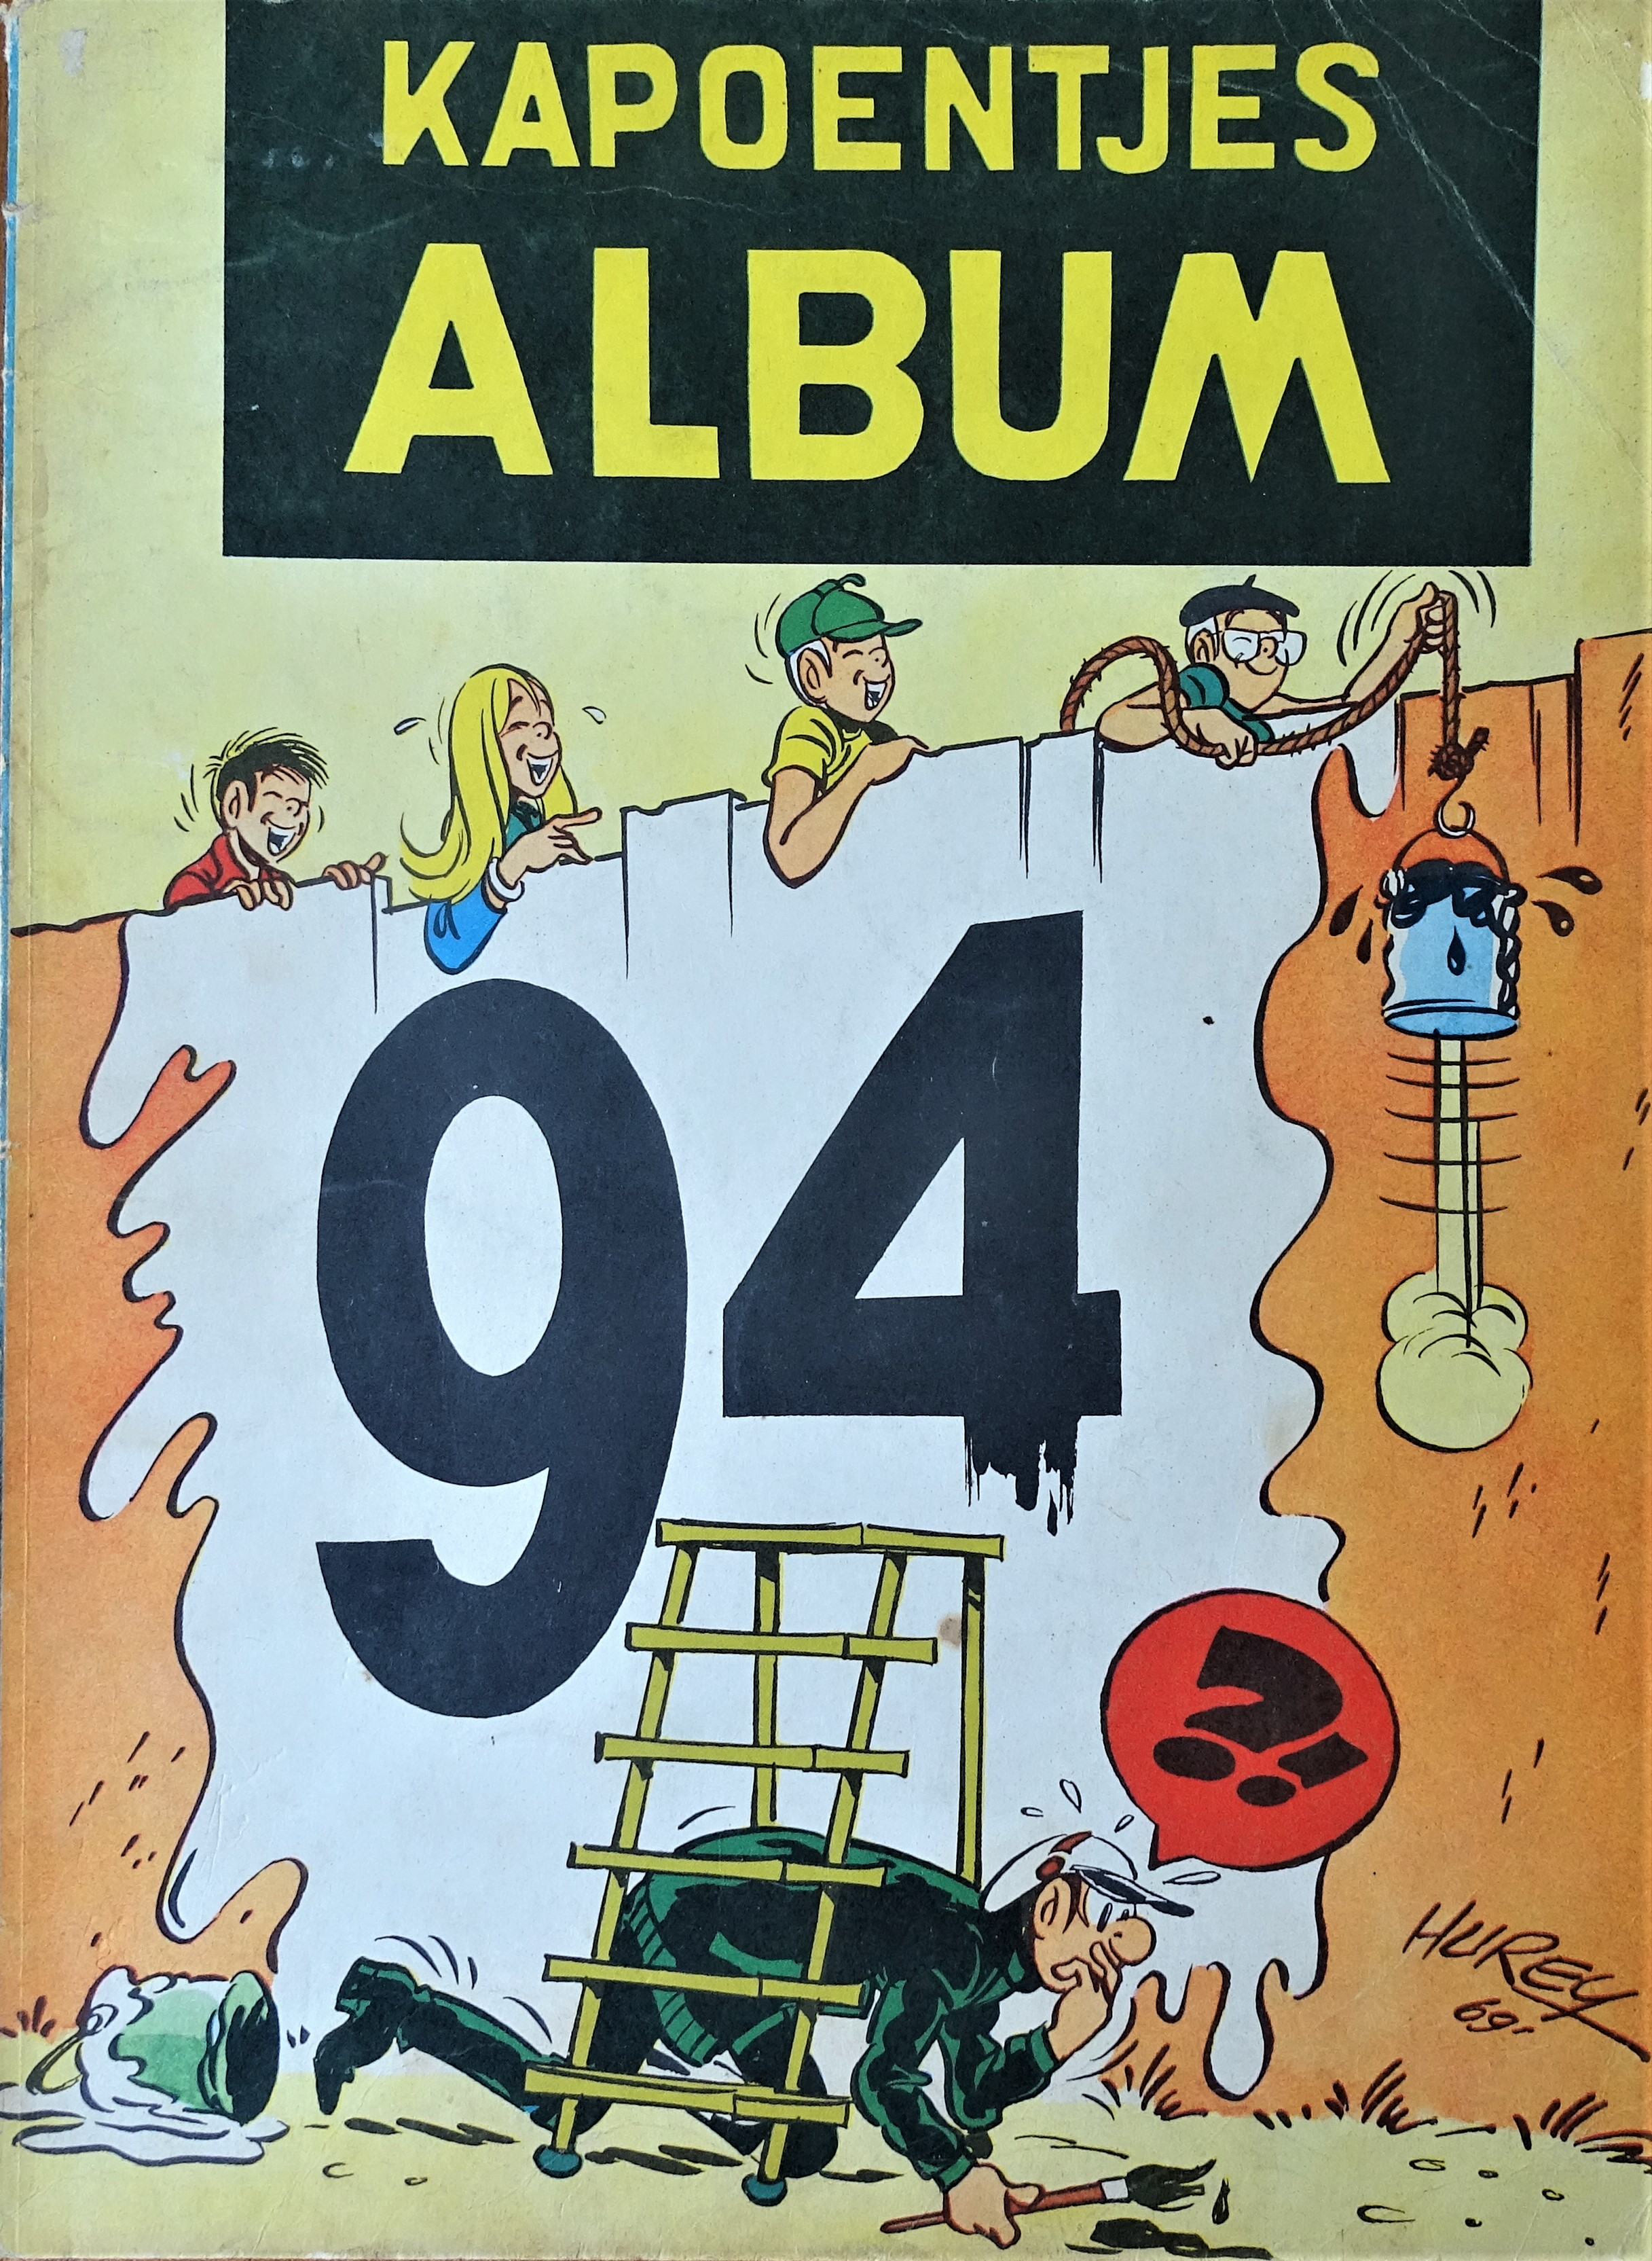 KAPOENTJES
ALBUM
94
?!
HUREY
69.-